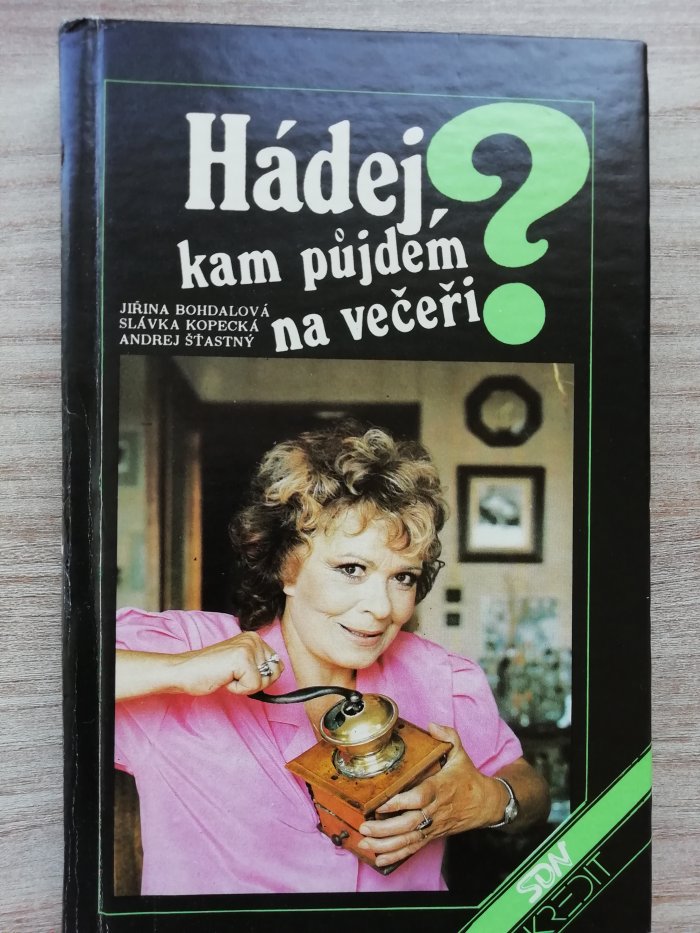 Hádej
kam půjdem
na večeři?
JIŘINA BOHDALOVÁ
SLÁVKA KOPECKÁ
ANDREJ ŠŤASTNÝ
SDN
KREDIT